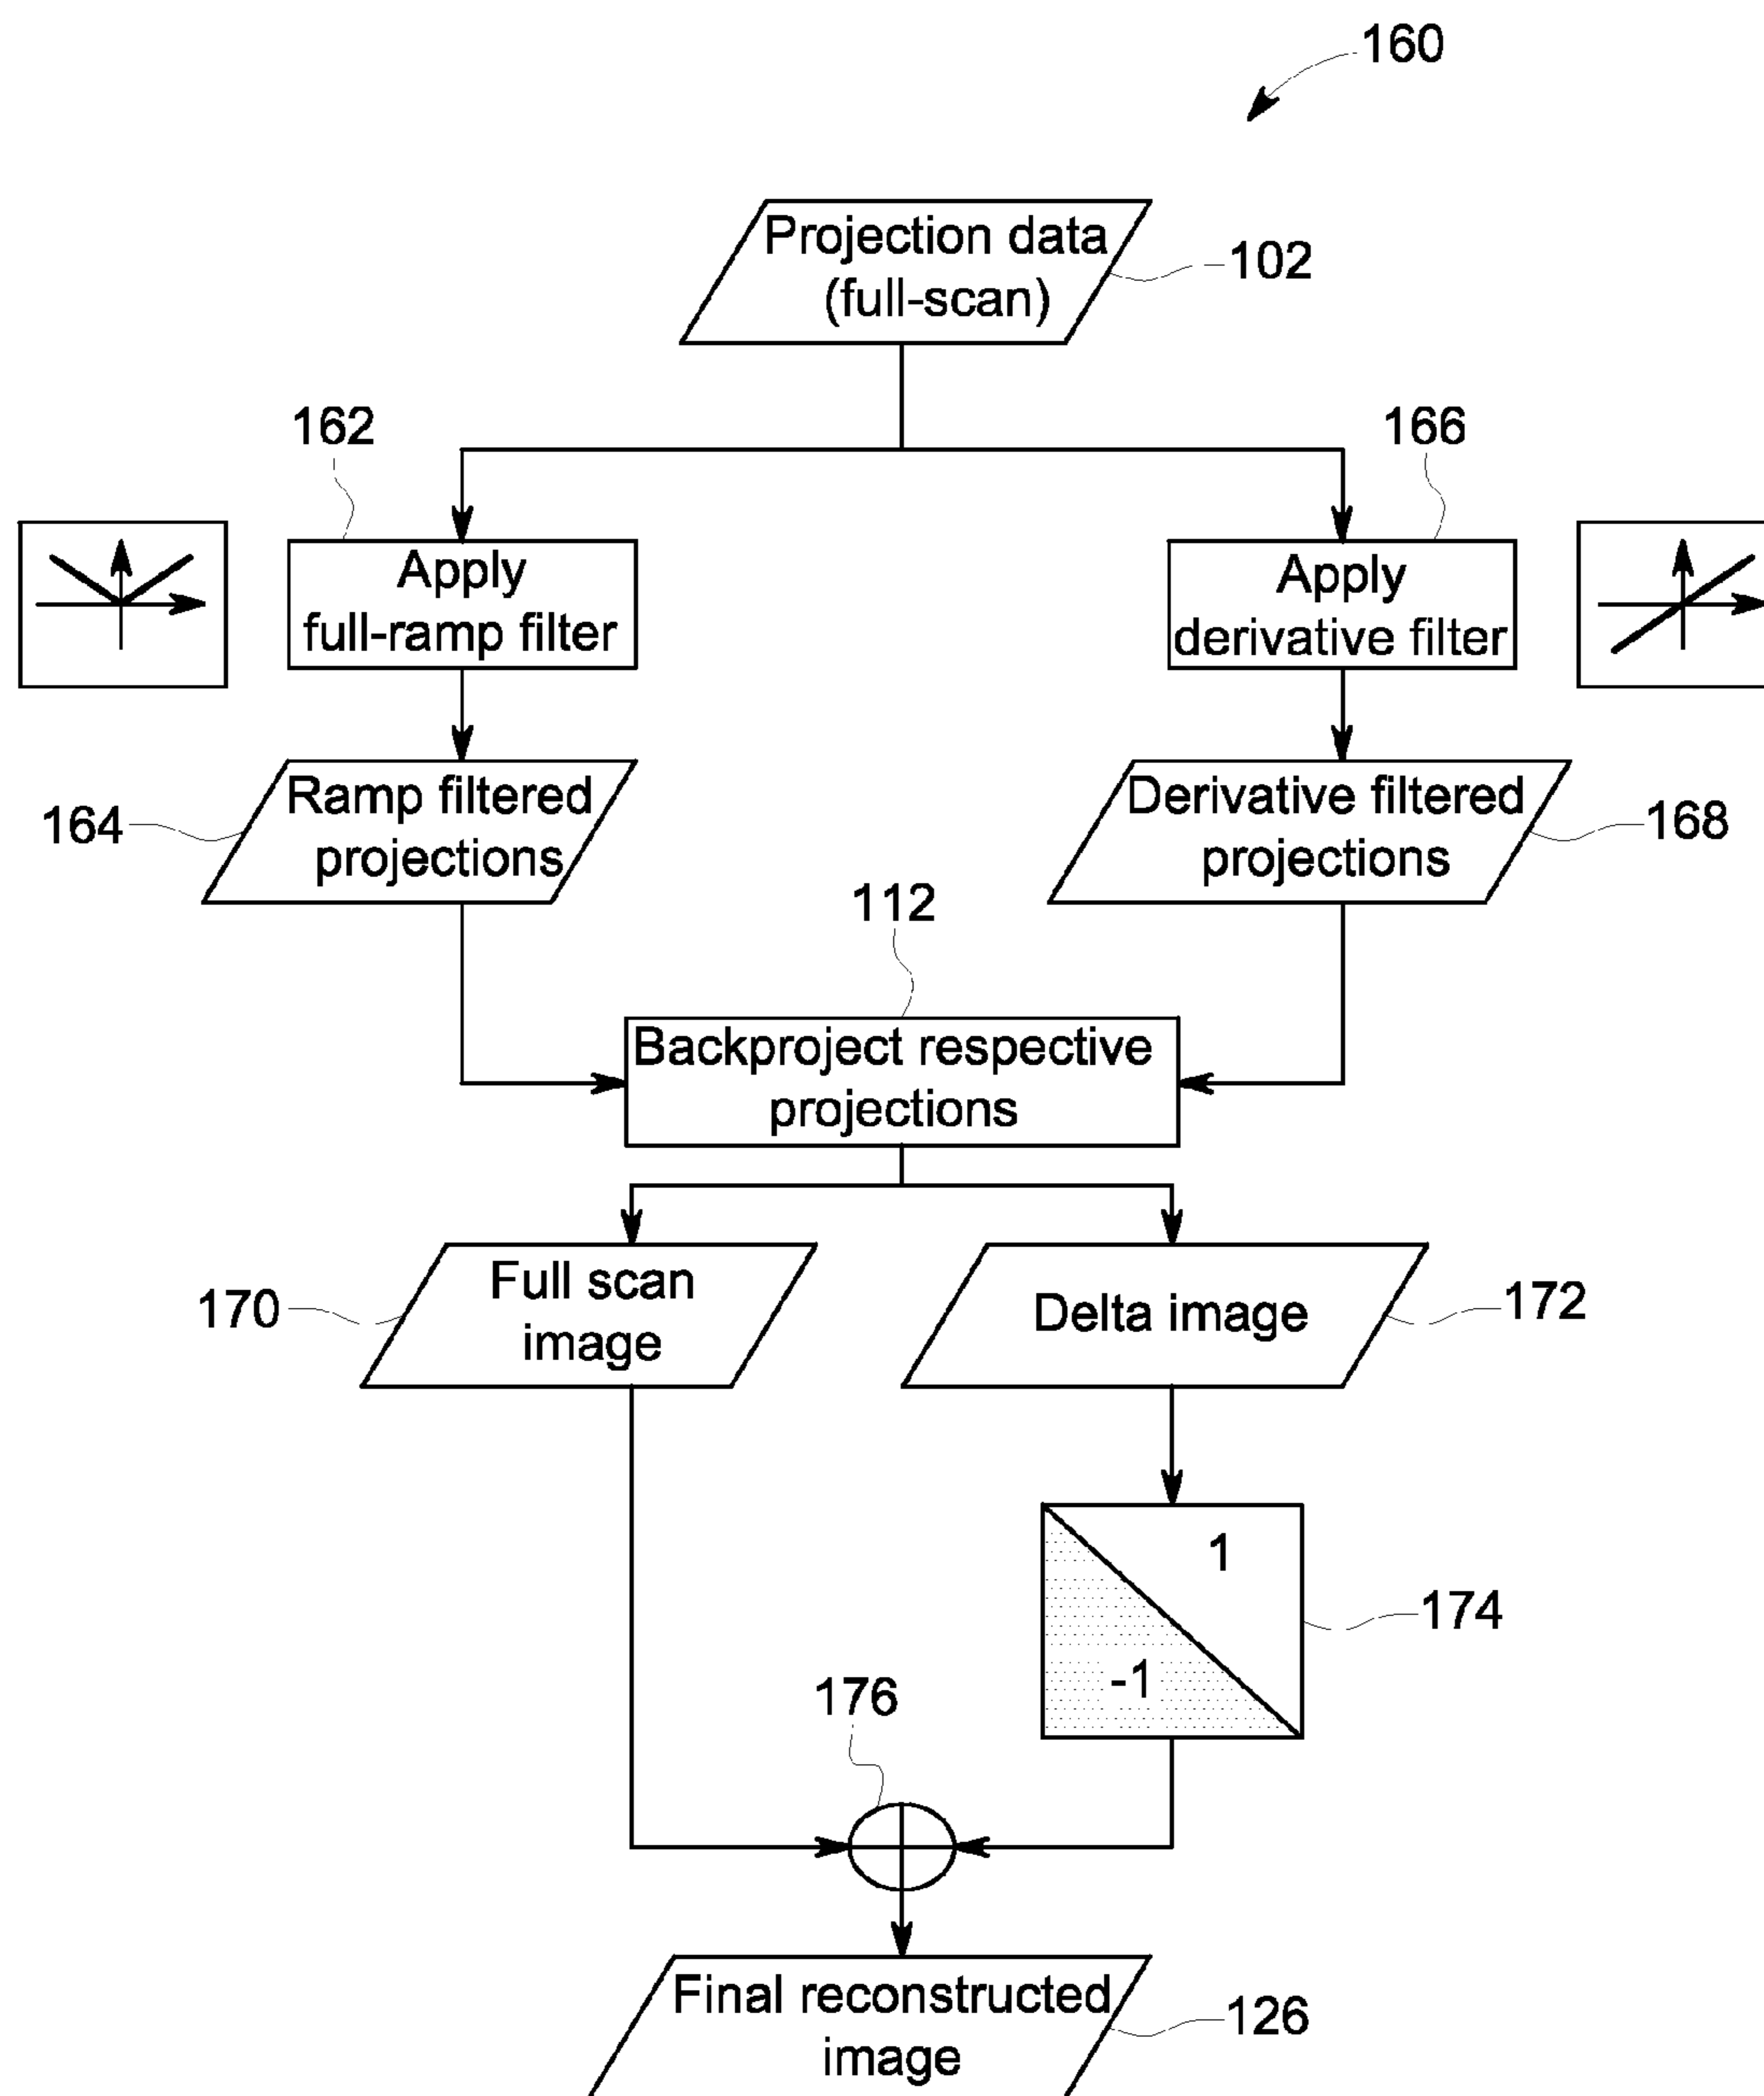 160
Projection data
(full-scan)
102
162
166
Apply
full-ramp filter
Apply
derivative filter
Ramp filtered
projections
164
Derivative filtered
projections
168
112
Backproject respective
projections
Full scan
image
170
Delta image
172
1
-1
174
176
Final reconstructed
image
126